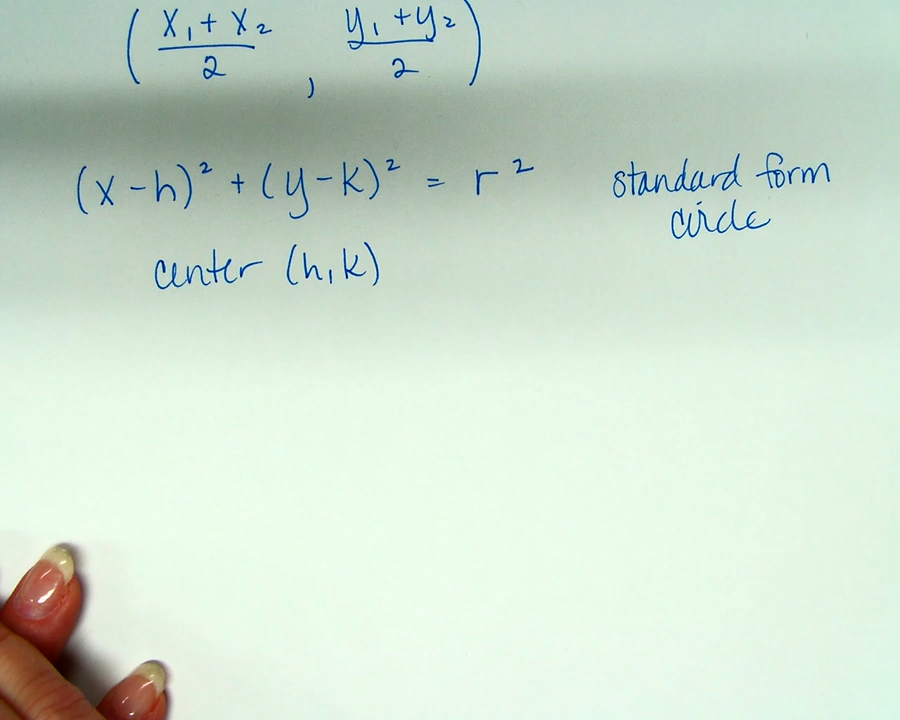 ( x₁ + x₂ / 2 , y₁ + y₂ / 2 )
(x - h)² + (y - k)² = r² standard form
circle
center (h, k)